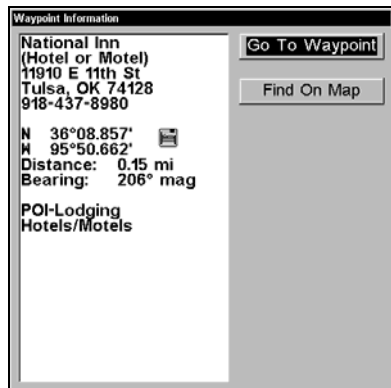 Waypoint Information
National Inn
(Hotel or Motel)
11910 E 11th St
Tulsa, OK 74128
918-437-8980
N 36°08.857'
W 95°50.662'
Distance: 0.15 mi
Bearing: 206° mag
POI-Lodging
Hotels/Motels
Go To Waypoint
Find On Map